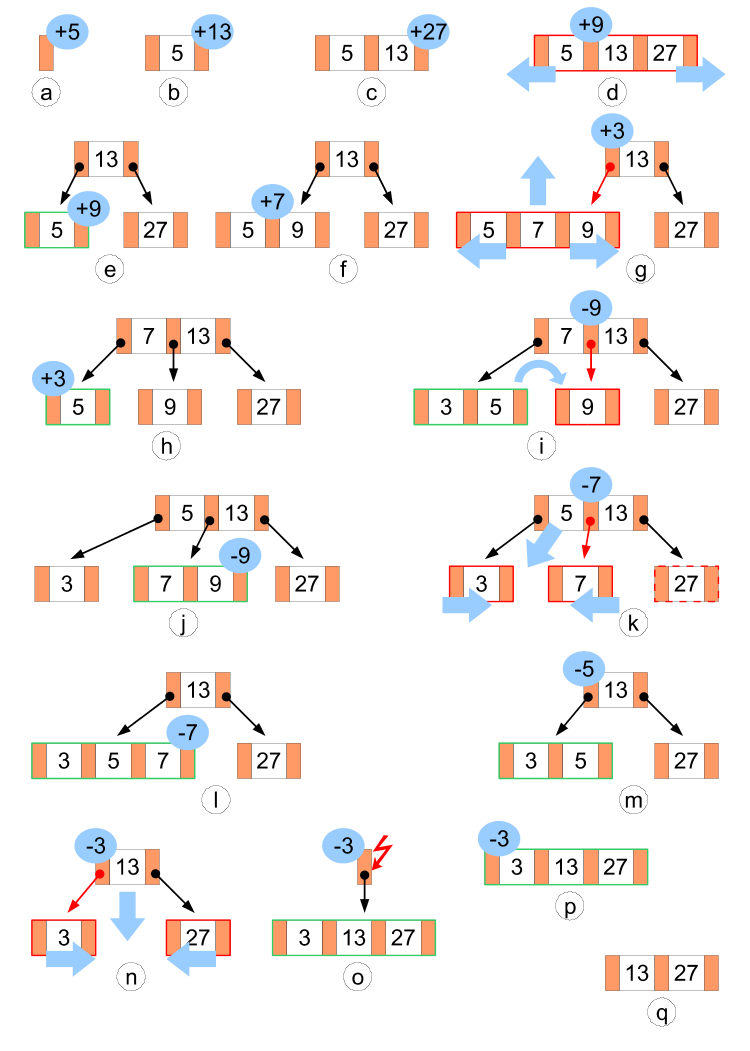 +5 +13 +27 +9
5 5 13 5 13 27
a b c d
+3
13 13 13
+9 +7
5 27 5 9 27 5 7 9 27
e f g
-9
7 13 7 13
+3
5 9 27 3 5 9 27
h i
-7
5 13 5 13
-9
3 7 9 27 3 7 27
j k
-5
13 13
-7
3 5 7 27 3 5 27
l m
-3 -3 -3
13 3 13 27
p
3 27 3 13 27
n o
13 27
q